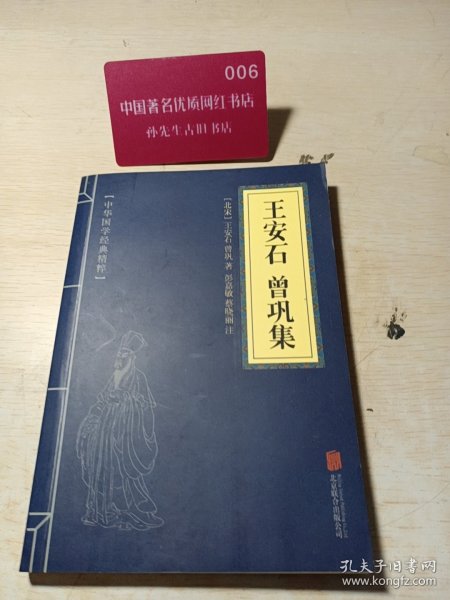 006
中国著名优质网红书店
孙先生古旧书店
王安石 曾巩集
[北宋] 王安石 曾巩 著 彭嘉敏 蔡晓丽 注
【中华国学经典精粹】
北京联合出版公司
孔夫子旧书网
www.kongfz.com